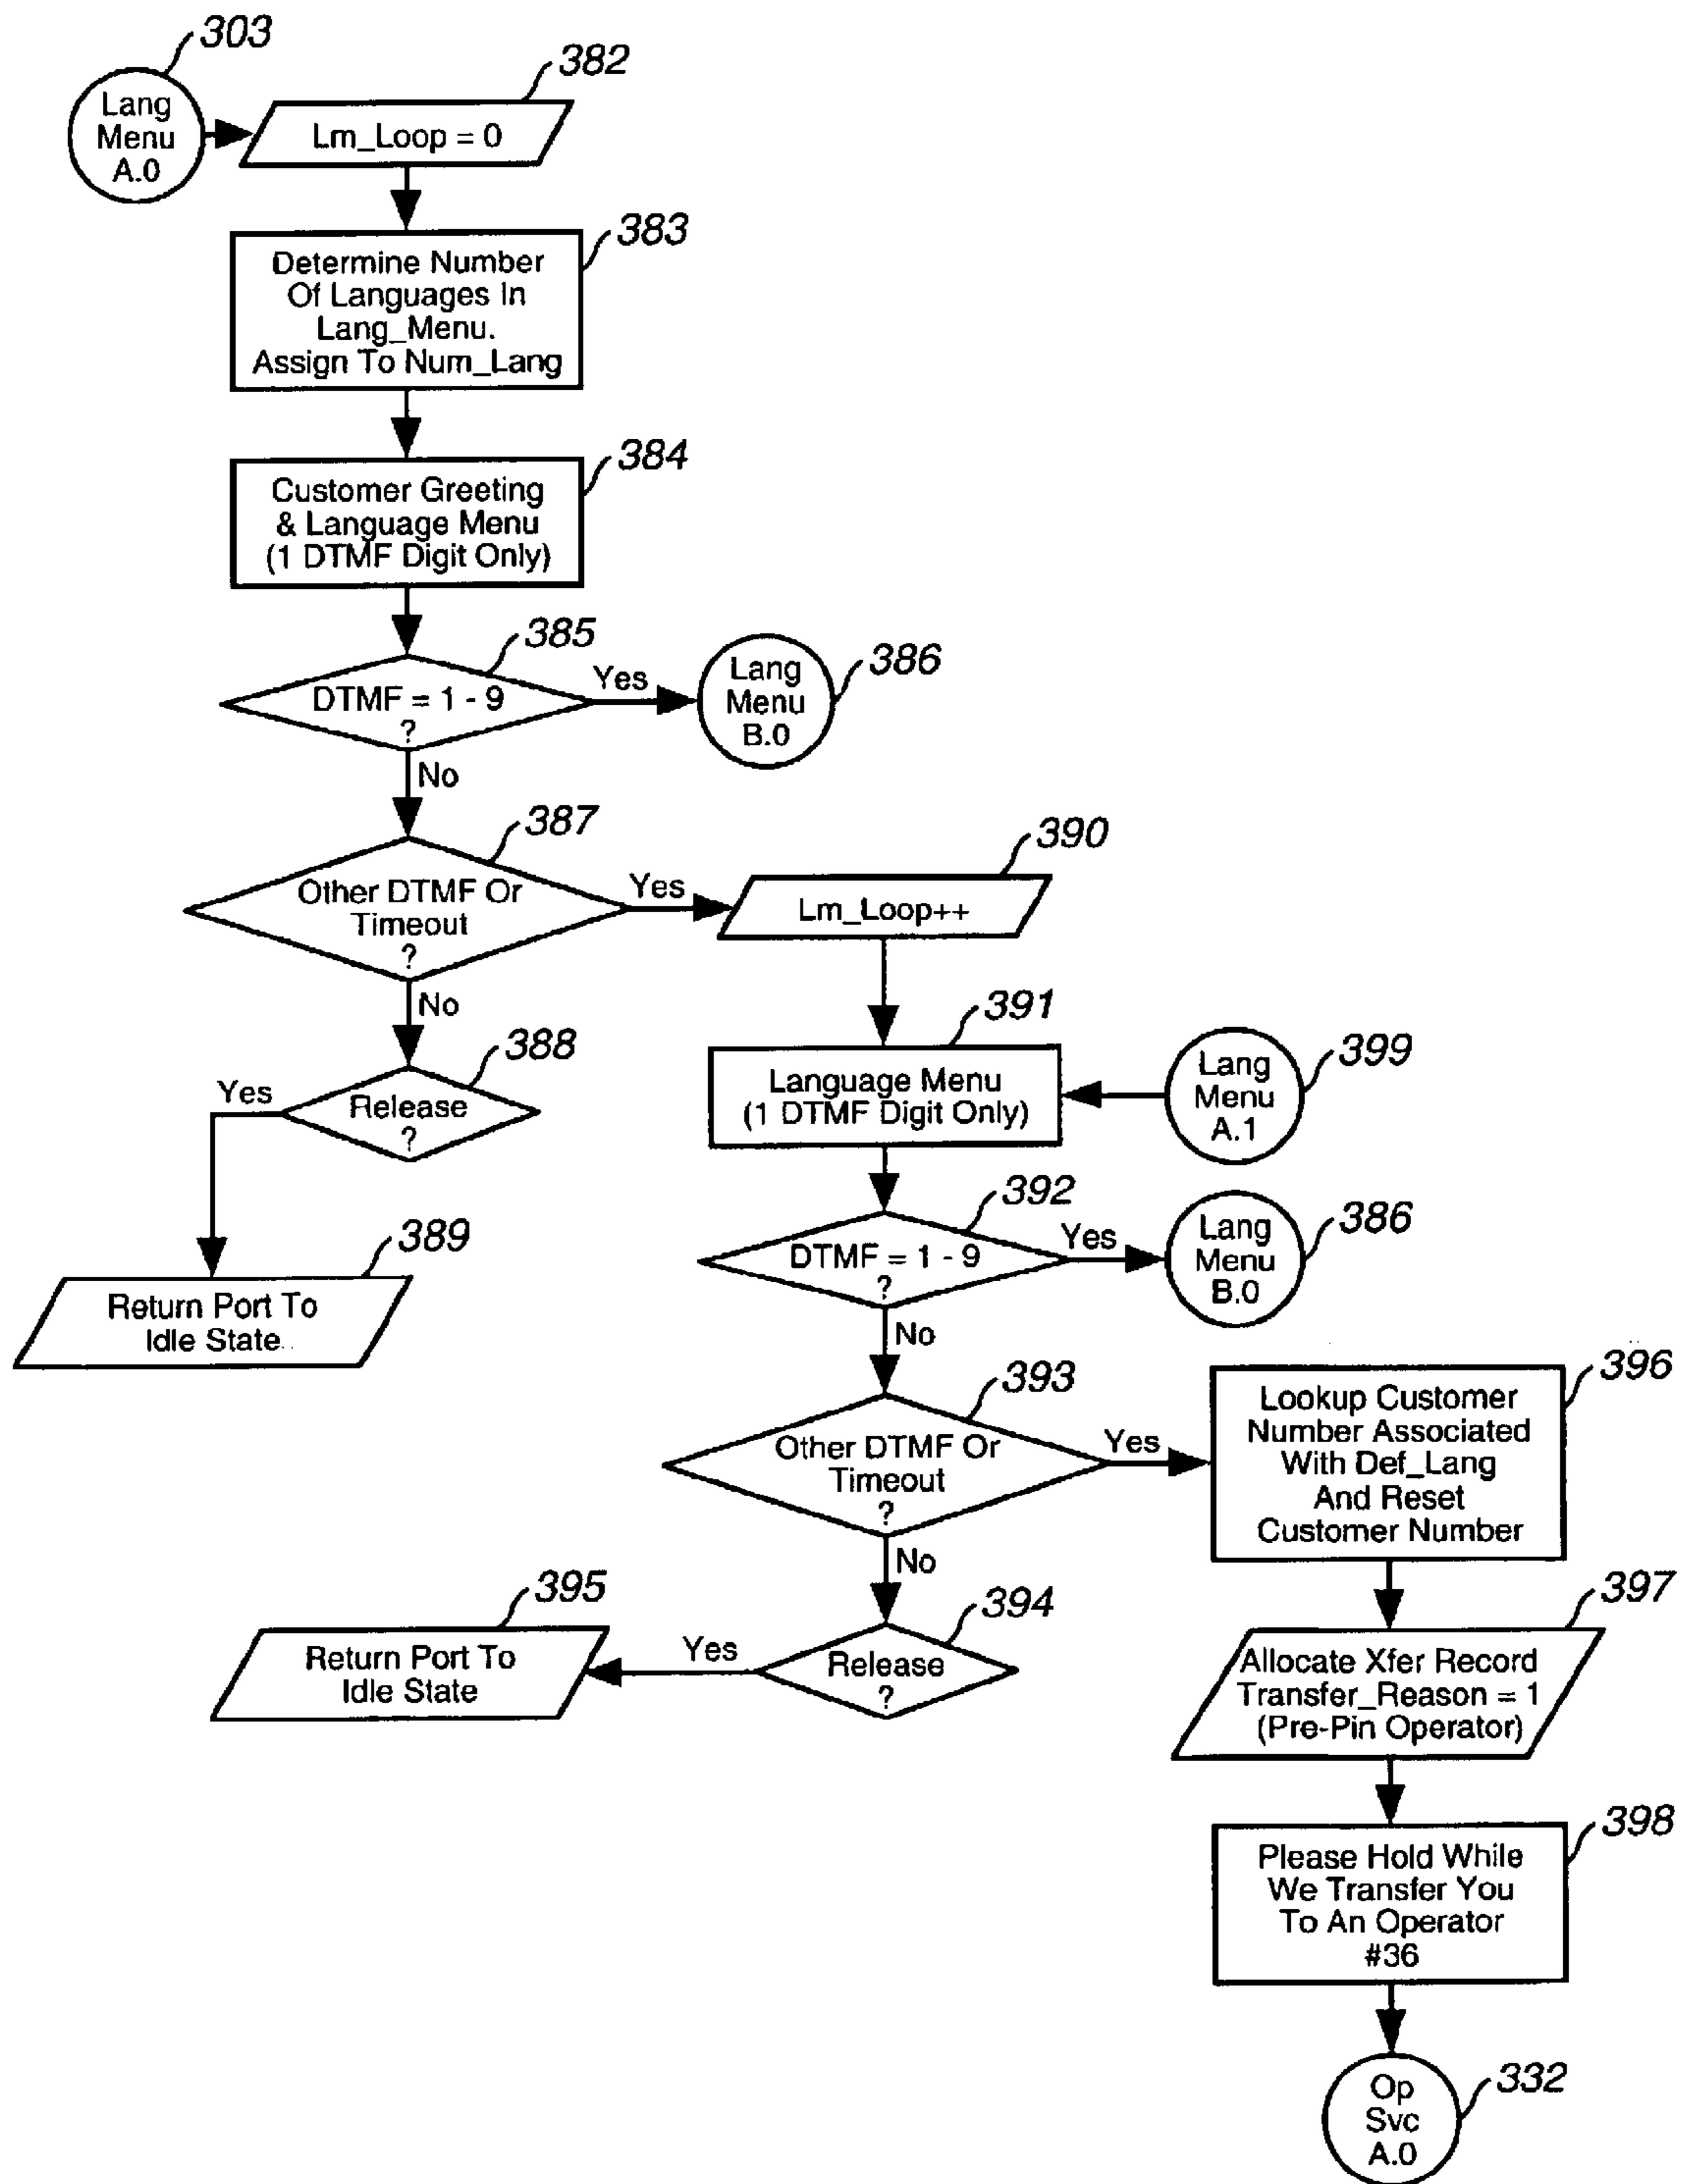 303
Lang
Menu
A.0
382
Lm_Loop = 0
383
Determine Number
Of Languages In
Lang_Menu.
Assign To Num_Lang
384
Customer Greeting
& Language Menu
(1 DTMF Digit Only)
385
DTMF = 1 - 9
?
Yes
Lang
Menu
B.0
386
No
387
Other DTMF Or
Timeout
?
Yes
390
Lm_Loop++
No
388
Release
?
Yes
389
Return Port To
Idle State
391
Language Menu
(1 DTMF Digit Only)
Lang
Menu
A.1
399
392
DTMF = 1 - 9
?
Yes
Lang
Menu
B.0
386
No
393
Other DTMF Or
Timeout
?
Yes
396
Lookup Customer
Number Associated
With Def_Lang
And Reset
Customer Number
No
394
Release
?
Yes
395
Return Port To
Idle State
397
Allocate Xfer Record
Transfer_Reason = 1
(Pre-Pin Operator)
398
Please Hold While
We Transfer You
To An Operator
#36
Op
Svc
A.0
332